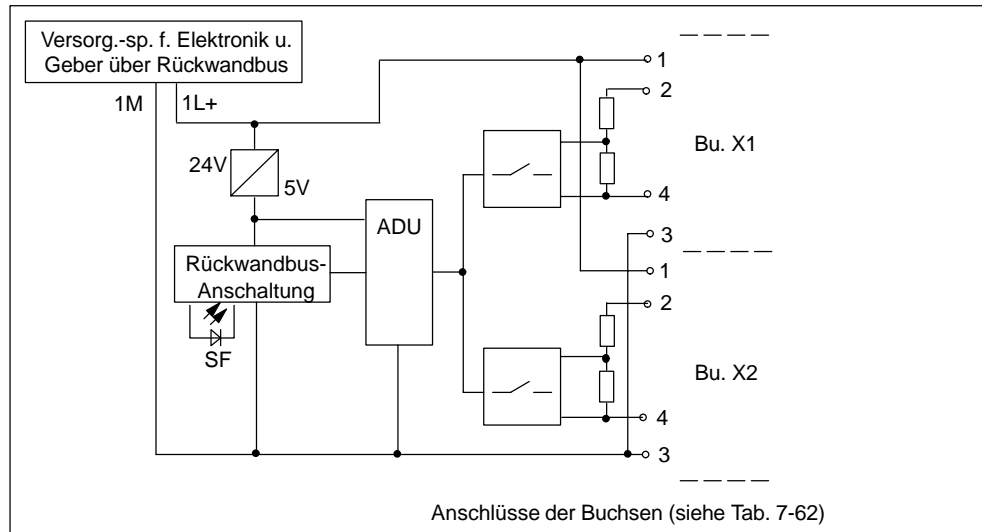 Versorg.-sp. f. Elektronik u.
Geber über Rückwandbus
1M
1L+
24V
5V
ADU
Rückwandbus-
Anschaltung
SF
1
2
Bu. X1
4
3
1
2
Bu. X2
4
3
Anschlüsse der Buchsen (siehe Tab. 7-62)